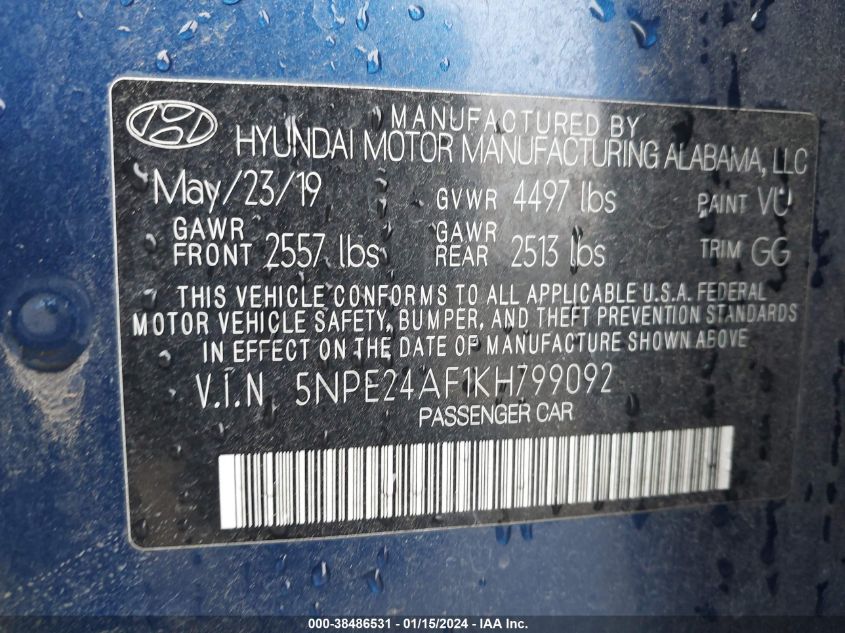 MANUFACTURED BY
HYUNDAI MOTOR MANUFACTURING ALABAMA, LLC
May/23/19 GVWR 4497 lbs PAINT VU
GAWR FRONT 2557 lbs GAWR REAR 2513 lbs TRIM GG
THIS VEHICLE CONFORMS TO ALL APPLICABLE U.S.A. FEDERAL
MOTOR VEHICLE SAFETY, BUMPER, AND THEFT PREVENTION STANDARDS
IN EFFECT ON THE DATE OF MANUFACTURE SHOWN ABOVE
V.I.N 5NPE24AF1KH799092
PASSENGER CAR
000-38486531 - 01/15/2024 - IAA, Inc.